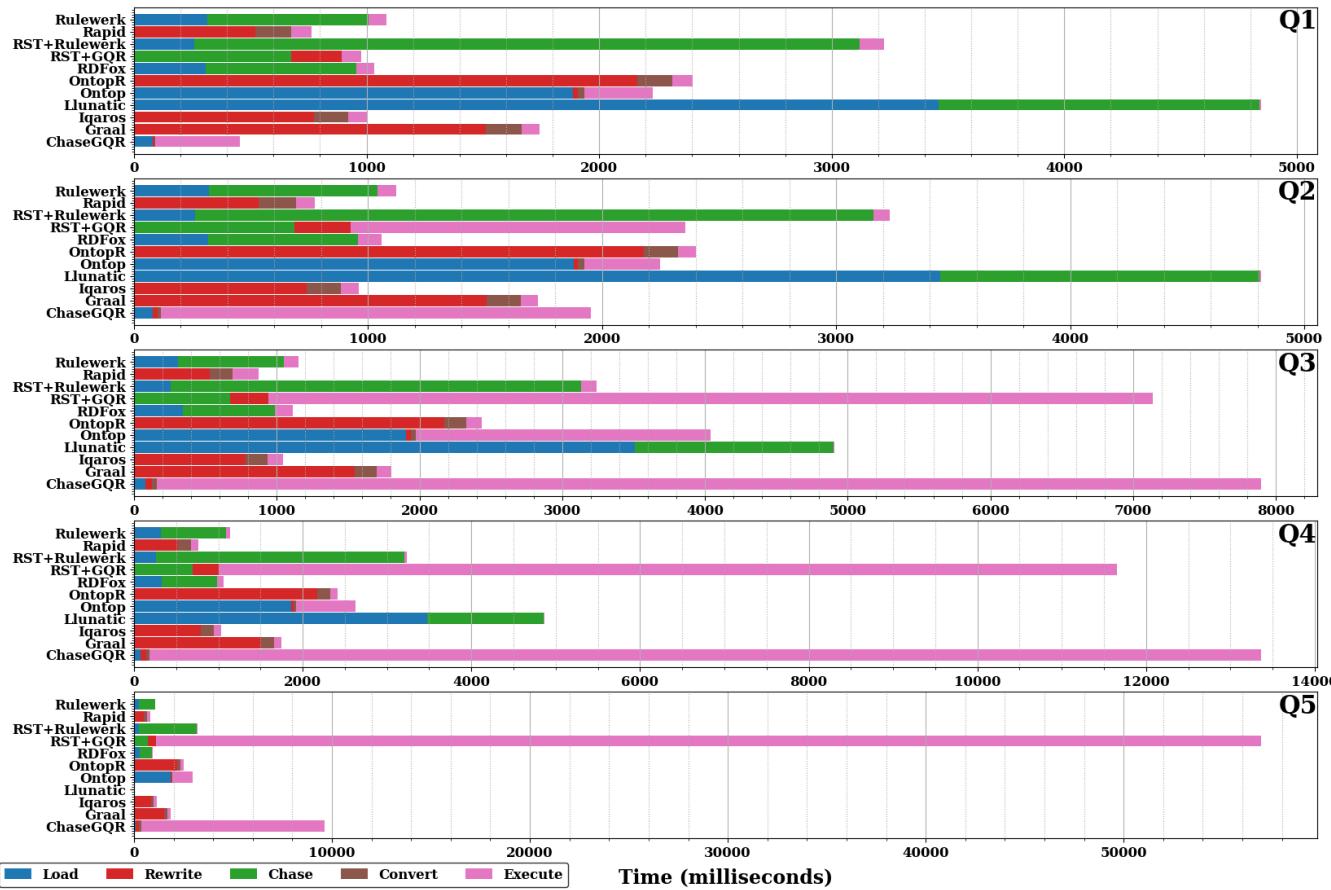 Q1
Rulewerk
Rapid
RST+Rulewerk
RST+GQR
RDFox
OntopR
Ontop
Llunatic
Iqaros
Graal
ChaseGQR
0 1000 2000 3000 4000 5000
Q2
Rulewerk
Rapid
RST+Rulewerk
RST+GQR
RDFox
OntopR
Ontop
Llunatic
Iqaros
Graal
ChaseGQR
0 1000 2000 3000 4000 5000
Q3
Rulewerk
Rapid
RST+Rulewerk
RST+GQR
RDFox
OntopR
Ontop
Llunatic
Iqaros
Graal
ChaseGQR
0 1000 2000 3000 4000 5000 6000 7000 8000
Q4
Rulewerk
Rapid
RST+Rulewerk
RST+GQR
RDFox
OntopR
Ontop
Llunatic
Iqaros
Graal
ChaseGQR
0 2000 4000 6000 8000 10000 12000 14000
Q5
Rulewerk
Rapid
RST+Rulewerk
RST+GQR
RDFox
OntopR
Ontop
Llunatic
Iqaros
Graal
ChaseGQR
0 10000 20000 30000 40000 50000
Load Rewrite Chase Convert Execute
Time (milliseconds)